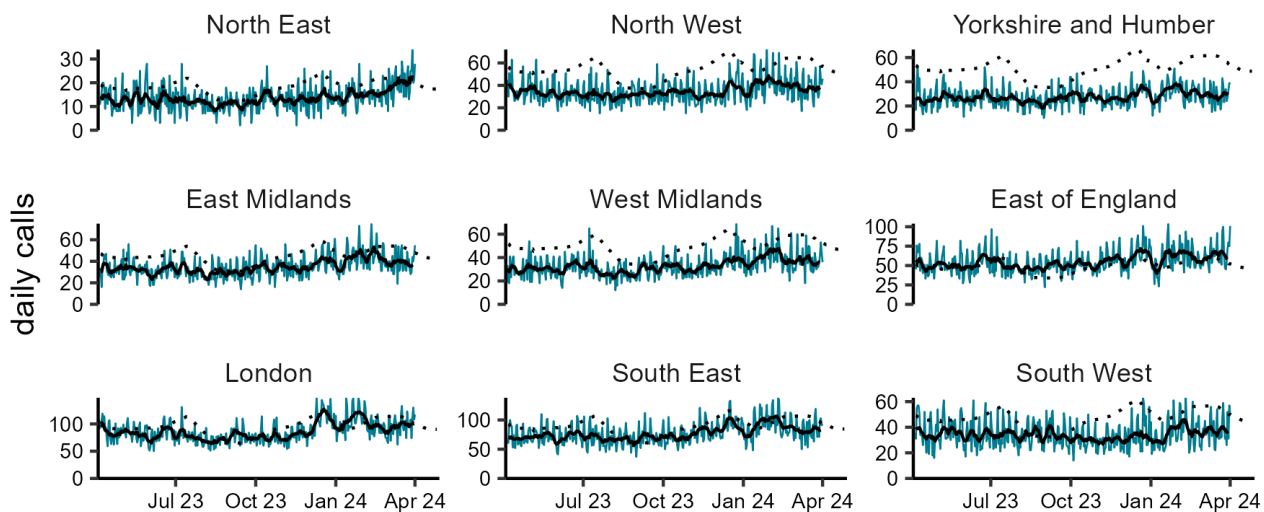 North East
North West
Yorkshire and Humber
30
20
10
0
60
40
20
0
60
40
20
0
daily calls
East Midlands
West Midlands
East of England
60
40
20
0
60
40
20
0
100
75
50
25
0
London
South East
South West
100
50
0
100
50
0
60
40
20
0
Jul 23 Oct 23 Jan 24 Apr 24
Jul 23 Oct 23 Jan 24 Apr 24
Jul 23 Oct 23 Jan 24 Apr 24